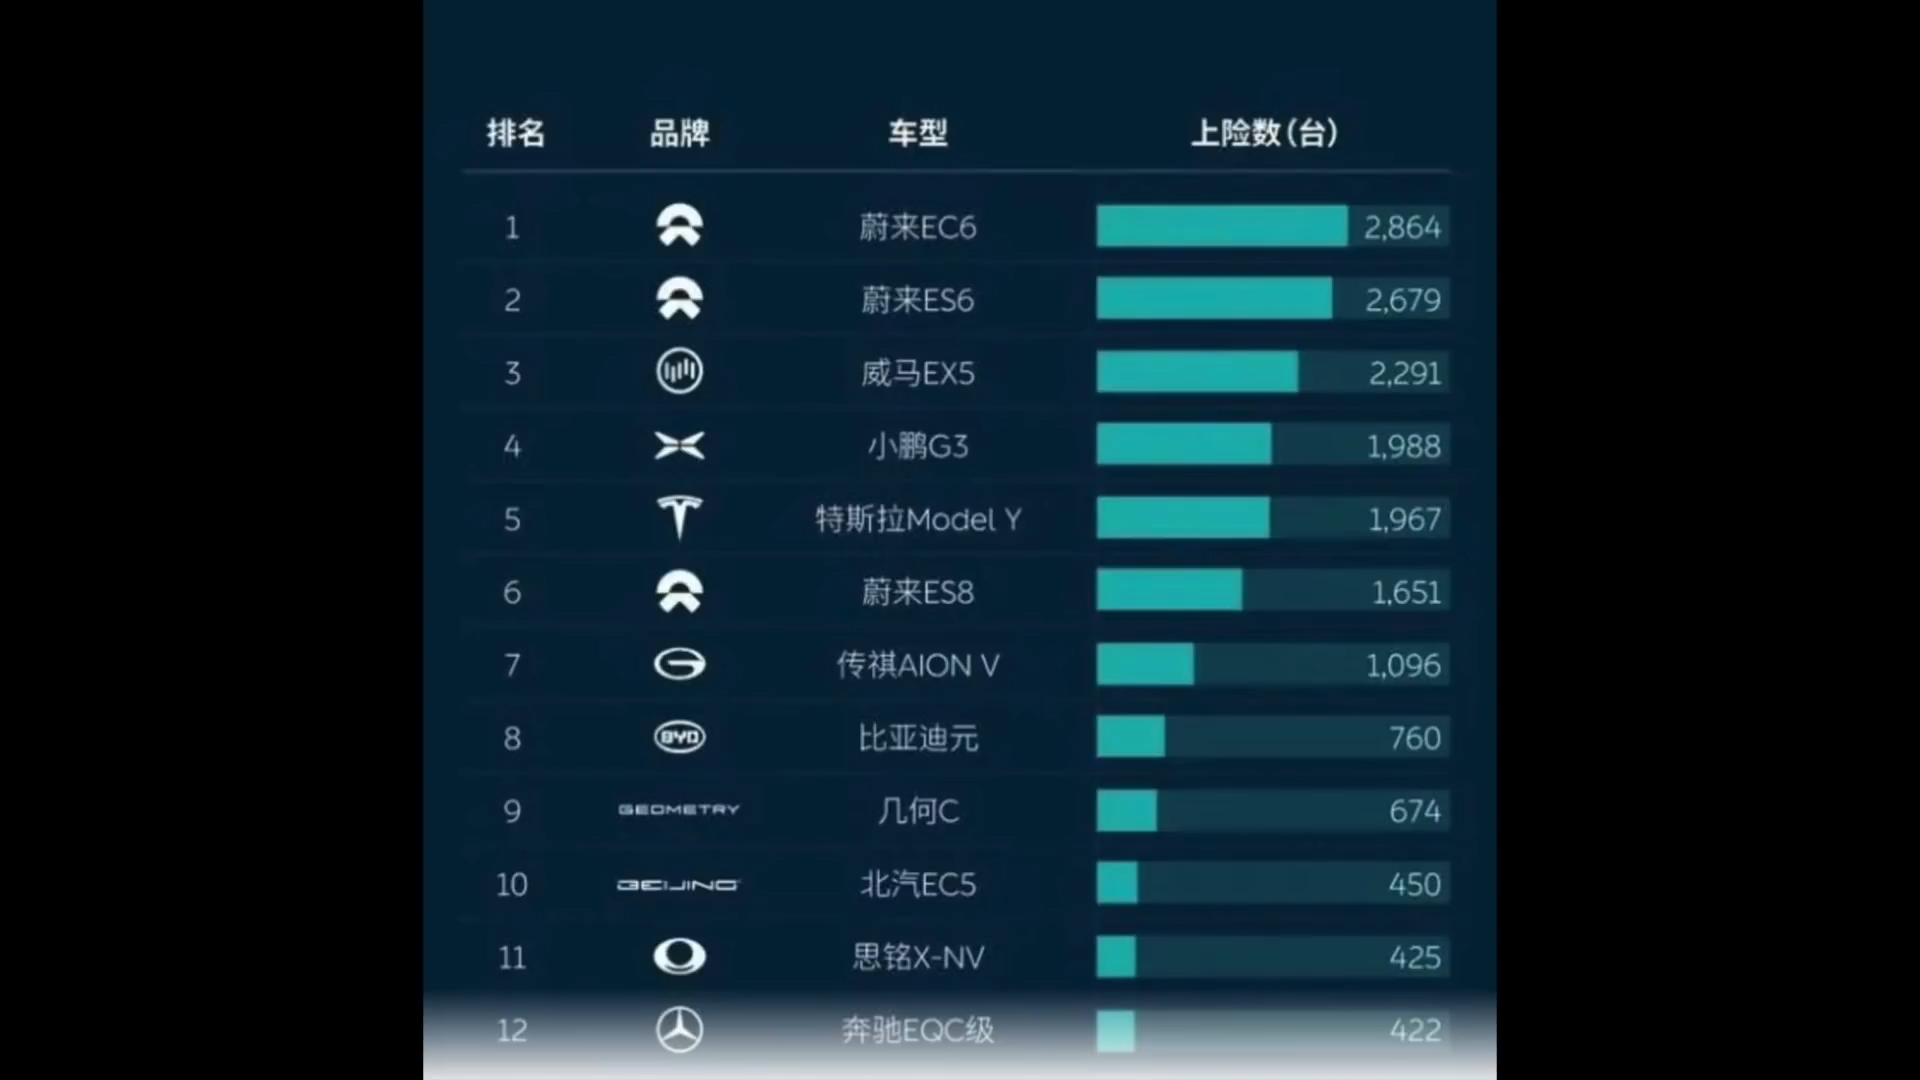 排名 品牌 车型 上险数(台)
1 蔚来EC6 2,864
2 蔚来ES6 2,679
3 威马EX5 2,291
4 小鹏G3 1,988
5 特斯拉Model Y 1,967
6 蔚来ES8 1,651
7 传祺AION V 1,096
8 BYD 比亚迪元 760
9 GEOMETRY 几何C 674
10 BEIJING 北汽EC5 450
11 思铭X-NV 425
12 奔驰EQC级 422